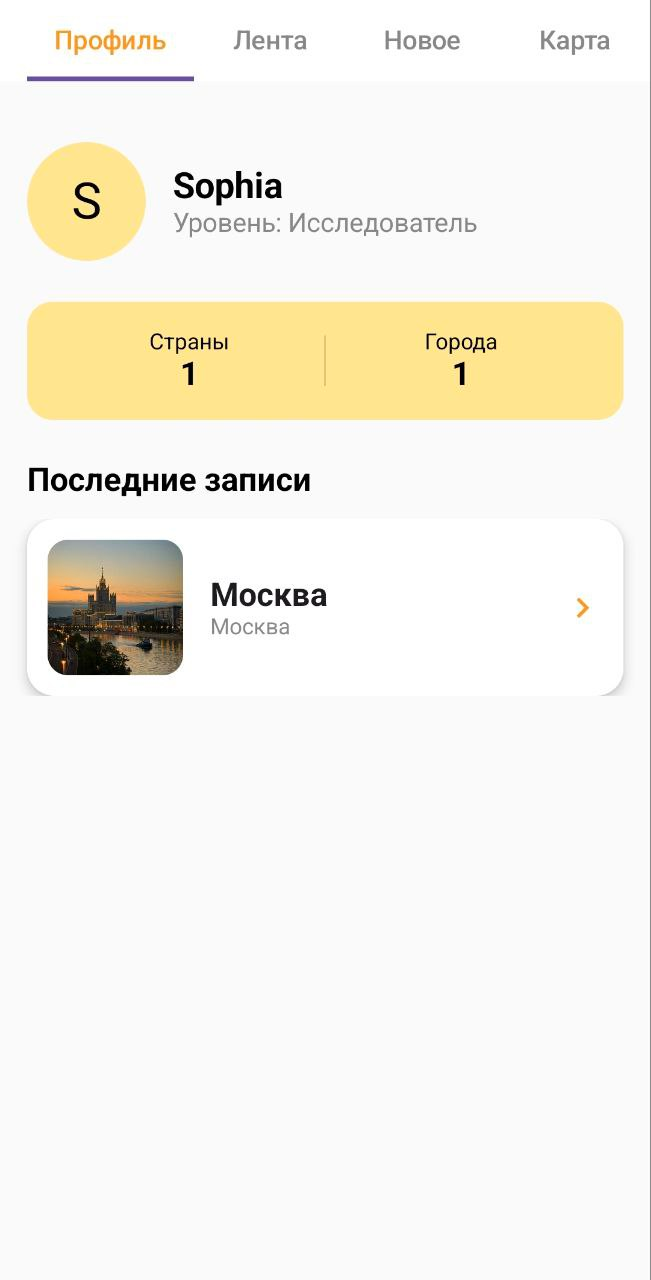 Профиль Лента Новое Карта
S
Sophia
Уровень: Исследователь
Страны Города
1 1
Последние записи
Москва
Москва